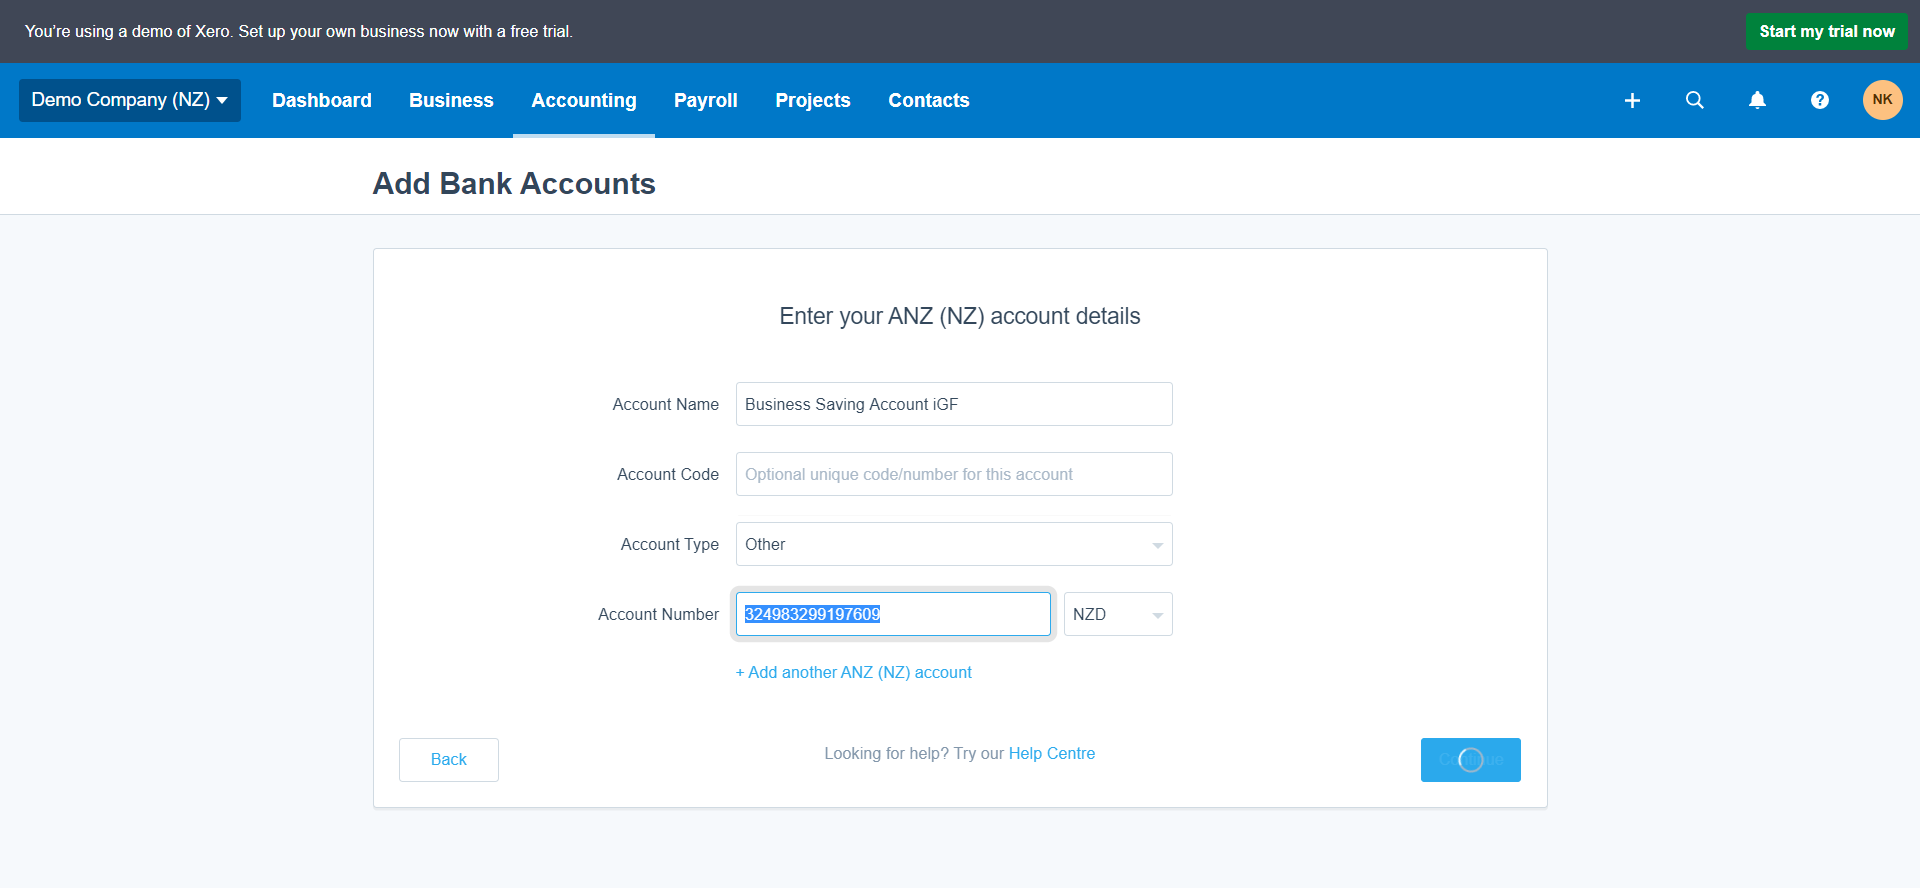 You're using a demo of Xero. Set up your own business now with a free trial.
Start my trial now
Demo Company (NZ)
Dashboard
Business
Accounting
Payroll
Projects
Contacts
NK
Add Bank Accounts
Enter your ANZ (NZ) account details
Account Name
Business Saving Account iGF
Account Code
Optional unique code/number for this account
Account Type
Other
Account Number
324983299197609
NZD
+ Add another ANZ (NZ) account
Back
Looking for help? Try our Help Centre
Continue